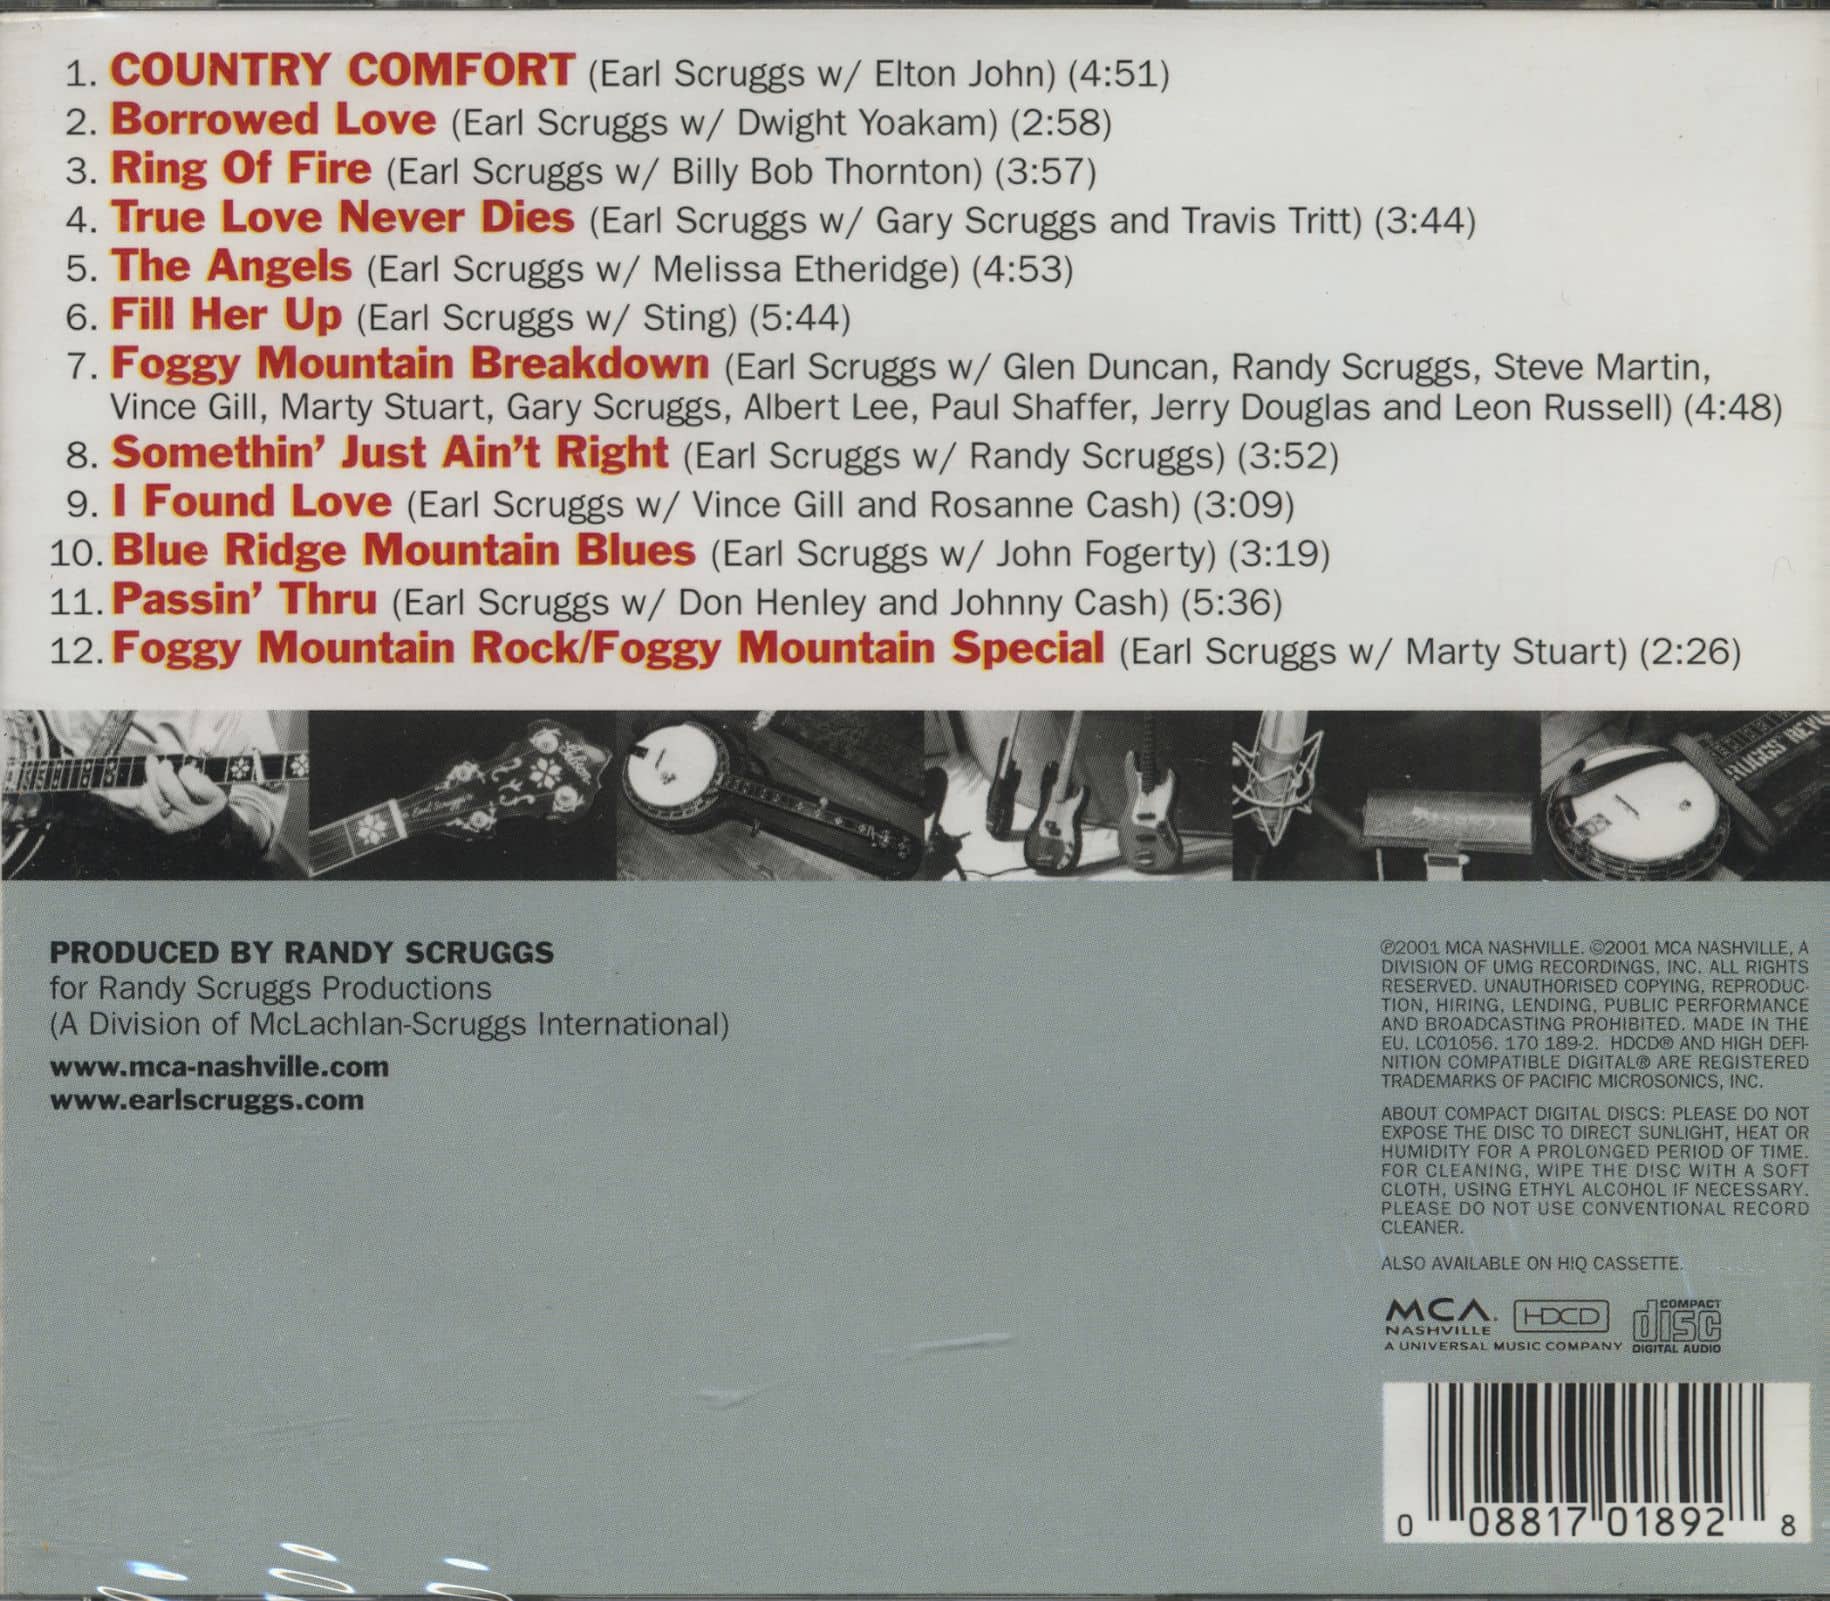 1. COUNTRY COMFORT (Earl Scruggs w/ Elton John) (4:51)
2. Borrowed Love (Earl Scruggs w/ Dwight Yoakam) (2:58)
3. Ring Of Fire (Earl Scruggs w/ Billy Bob Thornton) (3:57)
4. True Love Never Dies (Earl Scruggs w/ Gary Scruggs and Travis Tritt) (3:44)
5. The Angels (Earl Scruggs w/ Melissa Etheridge) (4:53)
6. Fill Her Up (Earl Scruggs w/ Sting) (5:44)
7. Foggy Mountain Breakdown (Earl Scruggs w/ Glen Duncan, Randy Scruggs, Steve Martin,
Vince Gill, Marty Stuart, Gary Scruggs, Albert Lee, Paul Shaffer, Jerry Douglas and Leon Russell) (4:48)
8. Somethin' Just Ain't Right (Earl Scruggs w/ Randy Scruggs) (3:52)
9. I Found Love (Earl Scruggs w/ Vince Gill and Rosanne Cash) (3:09)
10. Blue Ridge Mountain Blues (Earl Scruggs w/ John Fogerty) (3:19)
11. Passin' Thru (Earl Scruggs w/ Don Henley and Johnny Cash) (5:36)
12. Foggy Mountain Rock/Foggy Mountain Special (Earl Scruggs w/ Marty Stuart) (2:26)
Gibson
Earl Scruggs
PRODUCED BY RANDY SCRUGGS
for Randy Scruggs Productions
(A Division of McLachlan-Scruggs International)
www.mca-nashville.com
www.earlscruggs.com
℗2001 MCA NASHVILLE. ©2001 MCA NASHVILLE, A
DIVISION OF UMG RECORDINGS, INC. ALL RIGHTS
RESERVED. UNAUTHORISED COPYING, REPRODUC-
TION, HIRING, LENDING, PUBLIC PERFORMANCE
AND BROADCASTING PROHIBITED. MADE IN THE
EU. LC01056. 170 189-2. HDCD® AND HIGH DEFI-
NITION COMPATIBLE DIGITAL® ARE REGISTERED
TRADEMARKS OF PACIFIC MICROSONICS, INC.
ABOUT COMPACT DIGITAL DISCS: PLEASE DO NOT
EXPOSE THE DISC TO DIRECT SUNLIGHT, HEAT OR
HUMIDITY FOR A PROLONGED PERIOD OF TIME.
FOR CLEANING, WIPE THE DISC WITH A SOFT
CLOTH, USING ETHYL ALCOHOL IF NECESSARY.
PLEASE DO NOT USE CONVENTIONAL RECORD
CLEANER.
ALSO AVAILABLE ON HIQ CASSETTE.
MCA
NASHVILLE
A UNIVERSAL MUSIC COMPANY
HDCD
COMPACT
disc
DIGITAL AUDIO
0 08817 01892 8